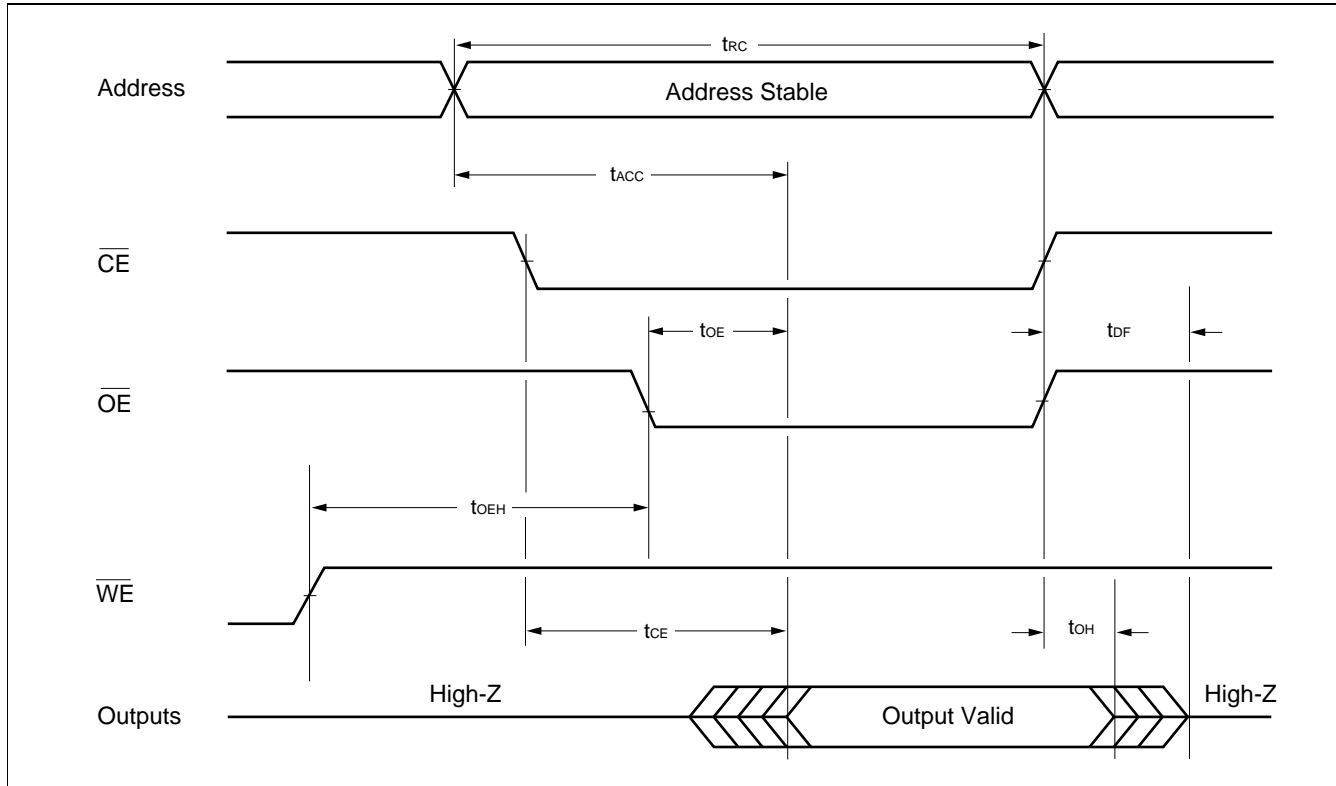 tRC
Address
Address Stable
tACC
CE
tOE
tDF
OE
tOEH
WE
tCE
tOH
High-Z
High-Z
Outputs
Output Valid